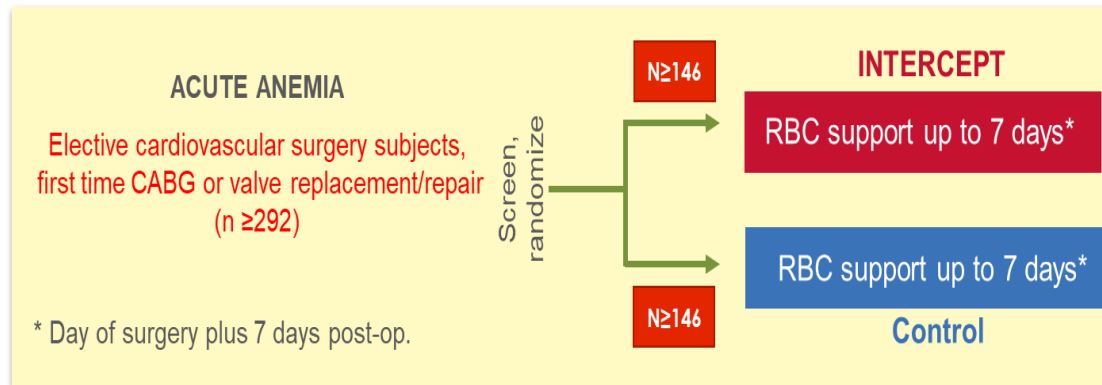 ACUTE ANEMIA
Elective cardiovascular surgery subjects,
first time CABG or valve replacement/repair
(n ≥292)
* Day of surgery plus 7 days post-op.
Screen,
randomize
N≥146
INTERCEPT
RBC support up to 7 days*
RBC support up to 7 days*
N≥146
Control